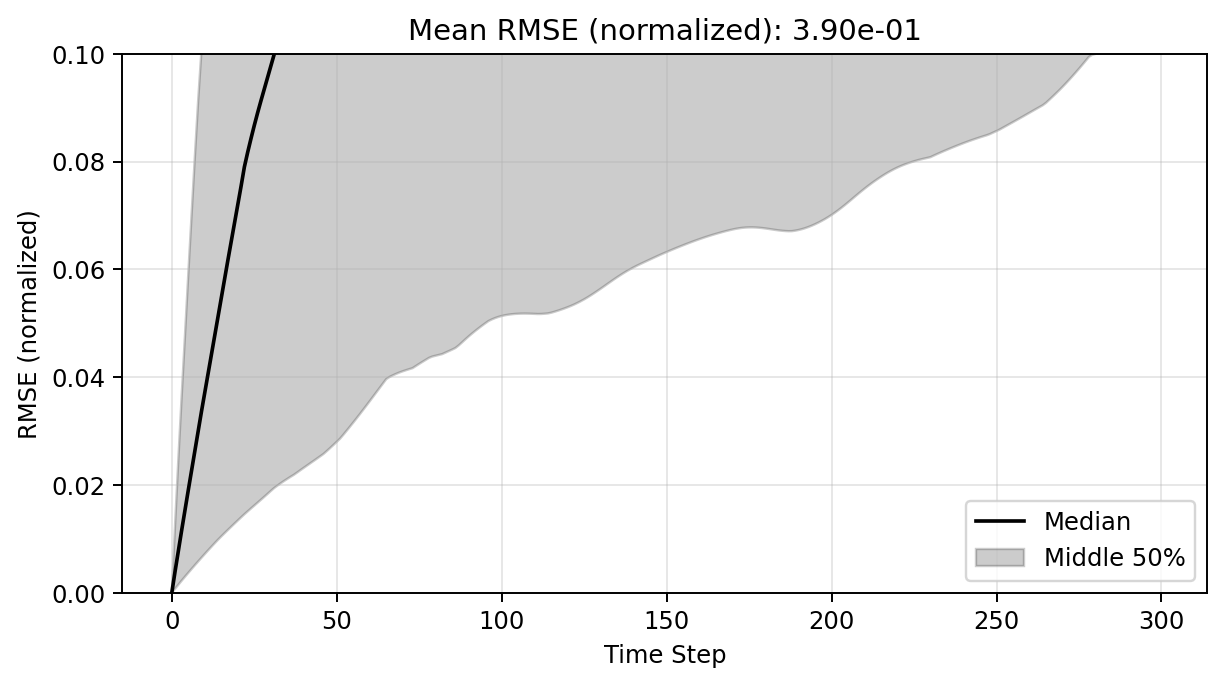 Mean RMSE (normalized): 3.90e-01
RMSE (normalized)
0.10
0.08
0.06
0.04
0.02
0.00
0 50 100 150 200 250 300
Time Step
Median
Middle 50%